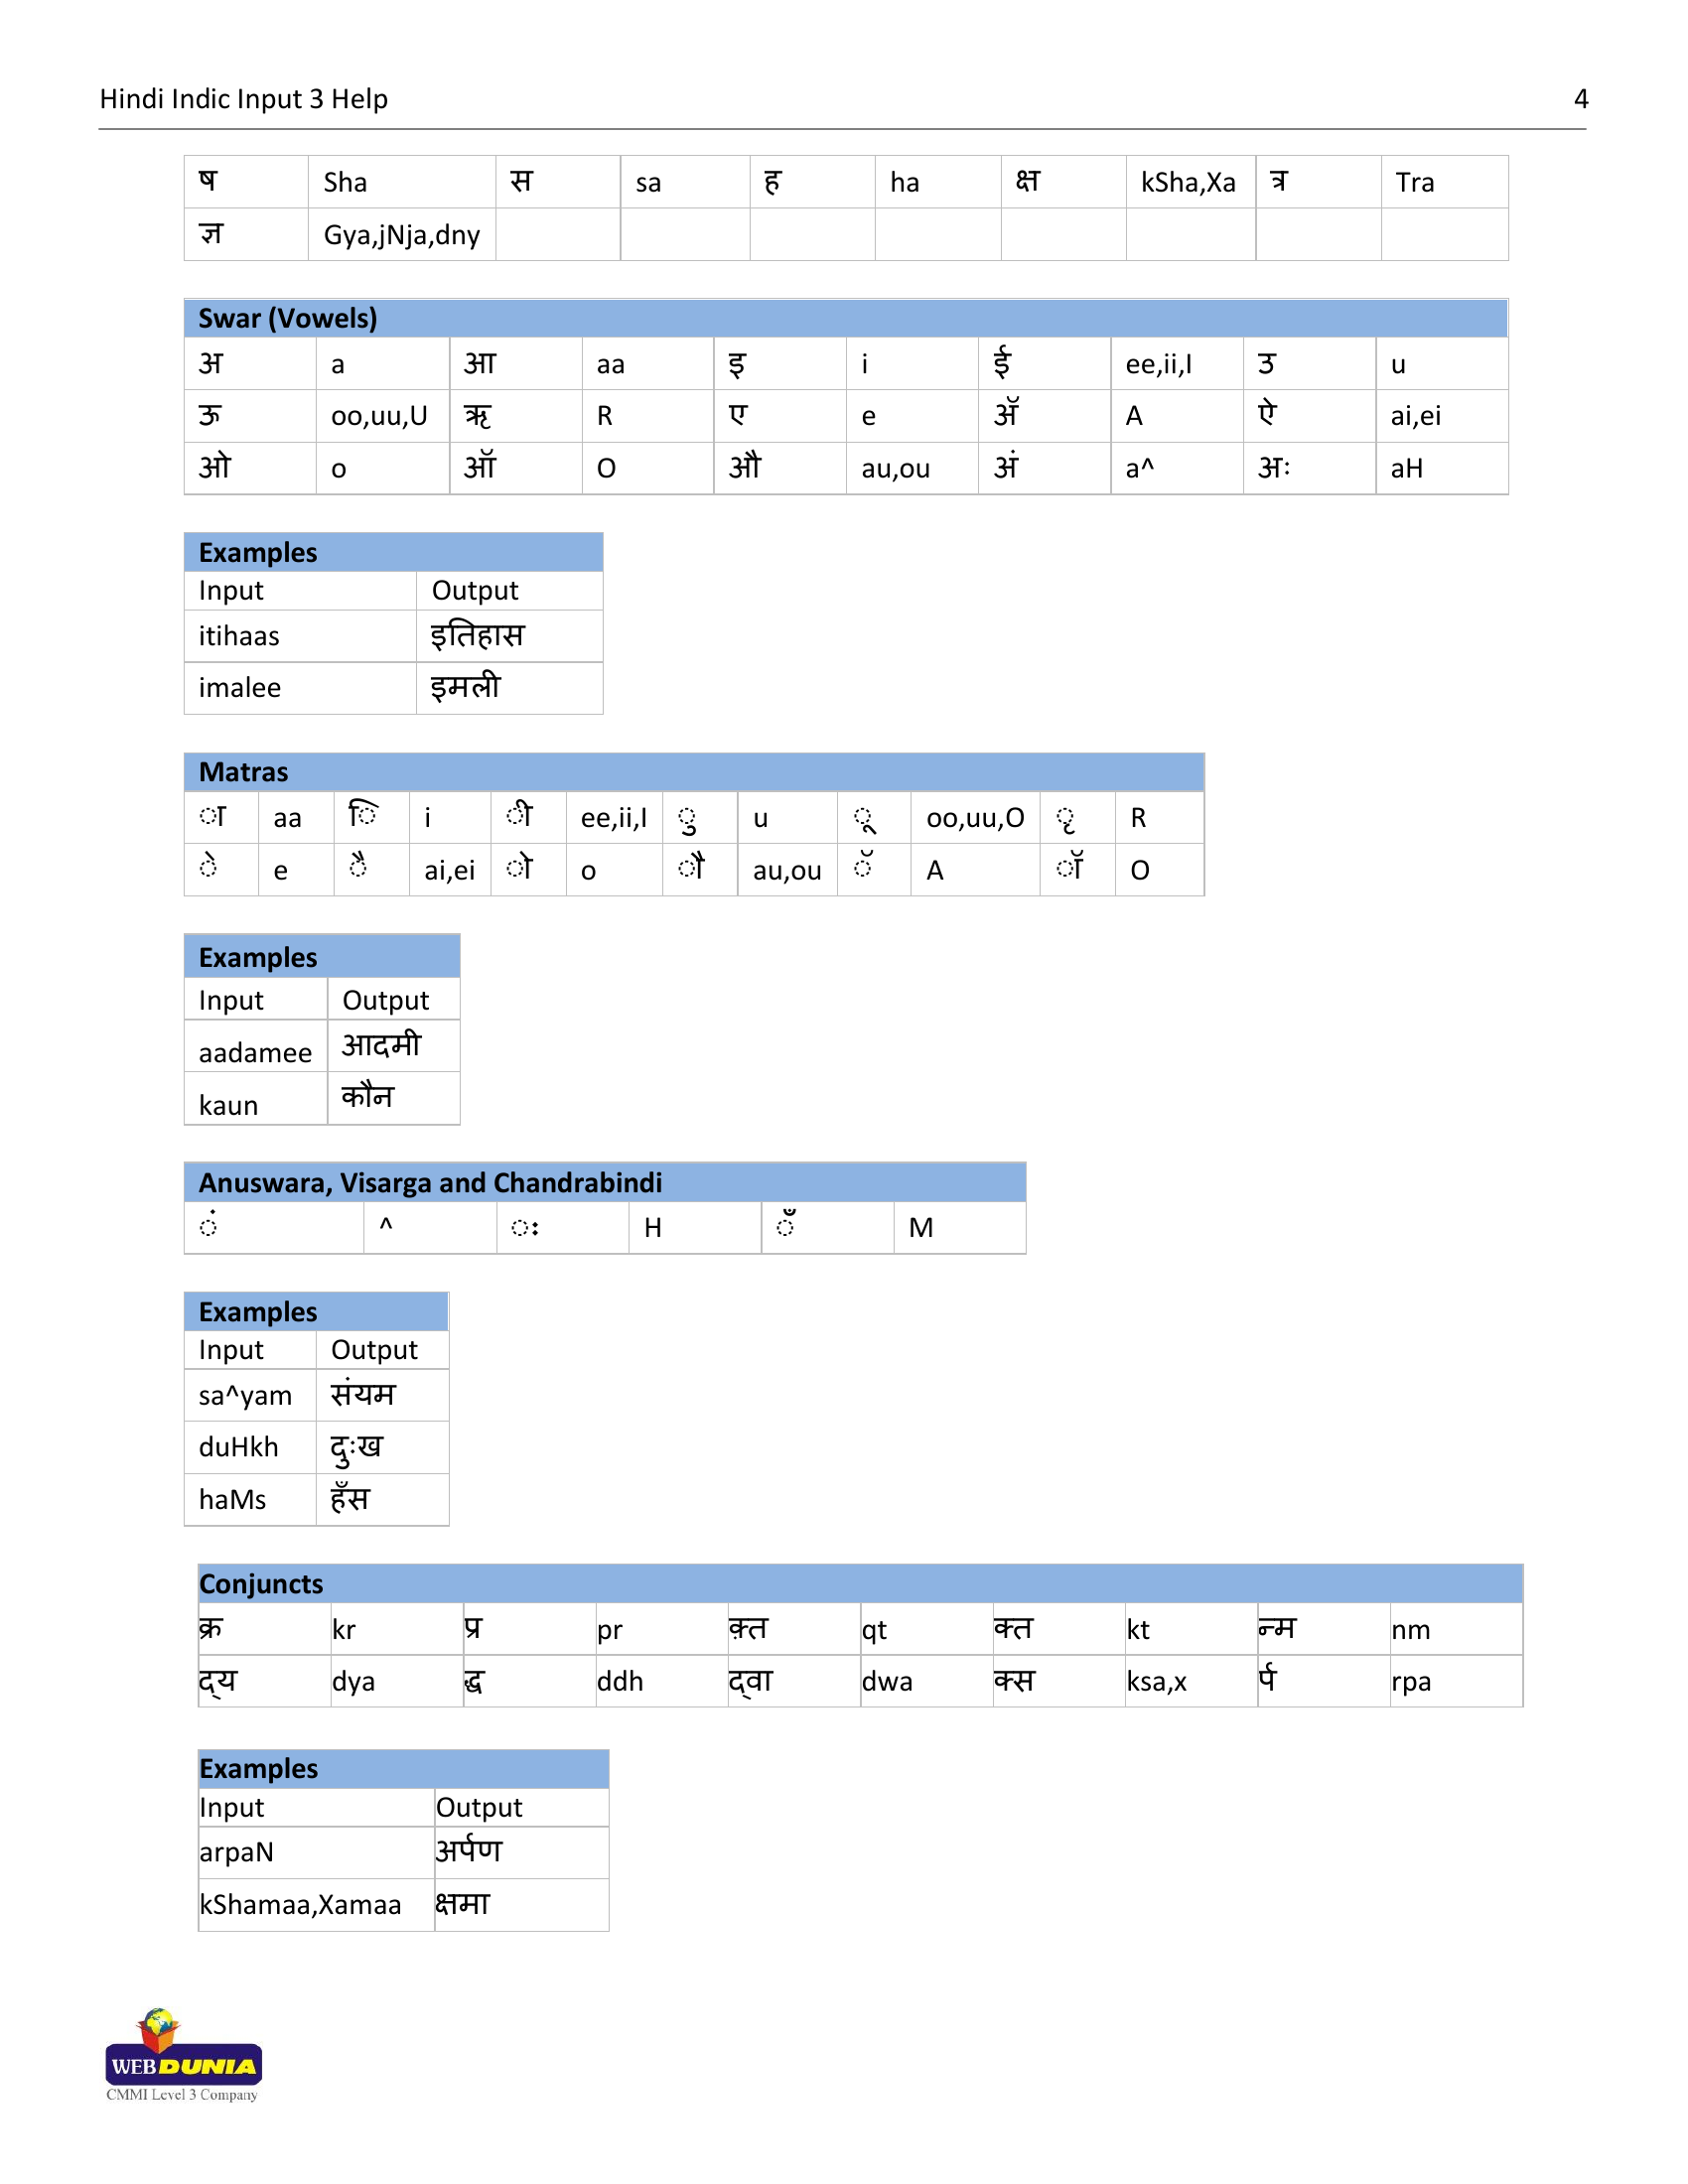 Hindi Indic Input 3 Help 4
ष Sha स sa ह ha क्ष kSha,Xa त्र Tra
ज्ञ Gya,jNja,dny
Swar (Vowels)
अ a आ aa इ i ई ee,ii,I उ u
ऊ oo,uu,U ऋ R ए e ॲ A ऐ ai,ei
ओ o ऑ O औ au,ou अं a^ अः aH
Examples
Input Output
itihaas इतिहास
imalee इमली
Matras
ा aa ि i ी ee,ii,I ु u ू oo,uu,O ृ R
े e ै ai,ei ो o ौ au,ou ॅ A ॉ O
Examples
Input Output
aadamee आदमी
kaun कौन
Anuswara, Visarga and Chandrabindi
ं ^ ः H ँ M
Examples
Input Output
sa^yam संयम
duHkh दुःख
haMs हँस
Conjuncts
क्र kr प्र pr क़्त qt क्त kt न्म nm
द्य dya द्ध ddh द्वा dwa क्स ksa,x र्प rpa
Examples
Input Output
arpaN अर्पण
kShamaa,Xamaa क्षमा
WEBDUNIA
CMMI Level 3 Company